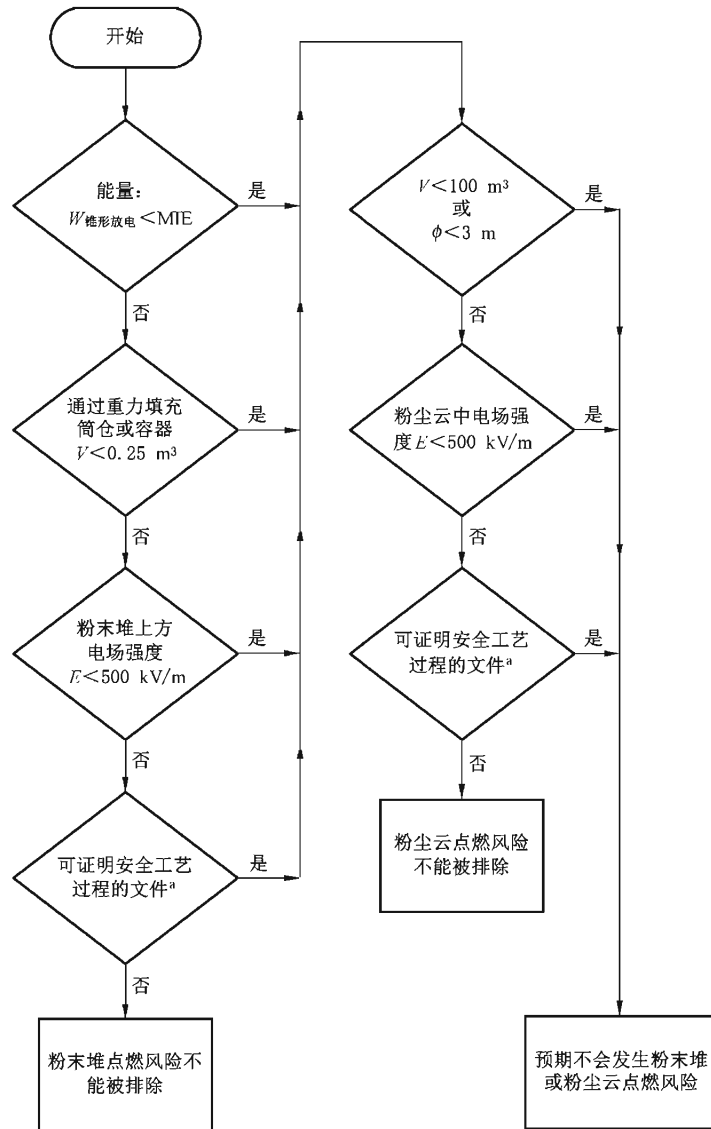 开始
能量：
W锥形放电＜MIE
是
否
通过重力填充
筒仓或容器
V＜0.25 m³
是
否
粉末堆上方
电场强度
E＜500 kV/m
是
否
可证明安全工艺
过程的文件ᵃ
是
否
粉末堆点燃风险不
能被排除
V＜100 m³
或
ϕ＜3 m
是
否
粉尘云中电场强
度E＜500 kV/m
是
否
可证明安全工艺
过程的文件ᵃ
是
否
粉尘云点燃风险
不能被排除
预期不会发生粉末堆
或粉尘云点燃风险